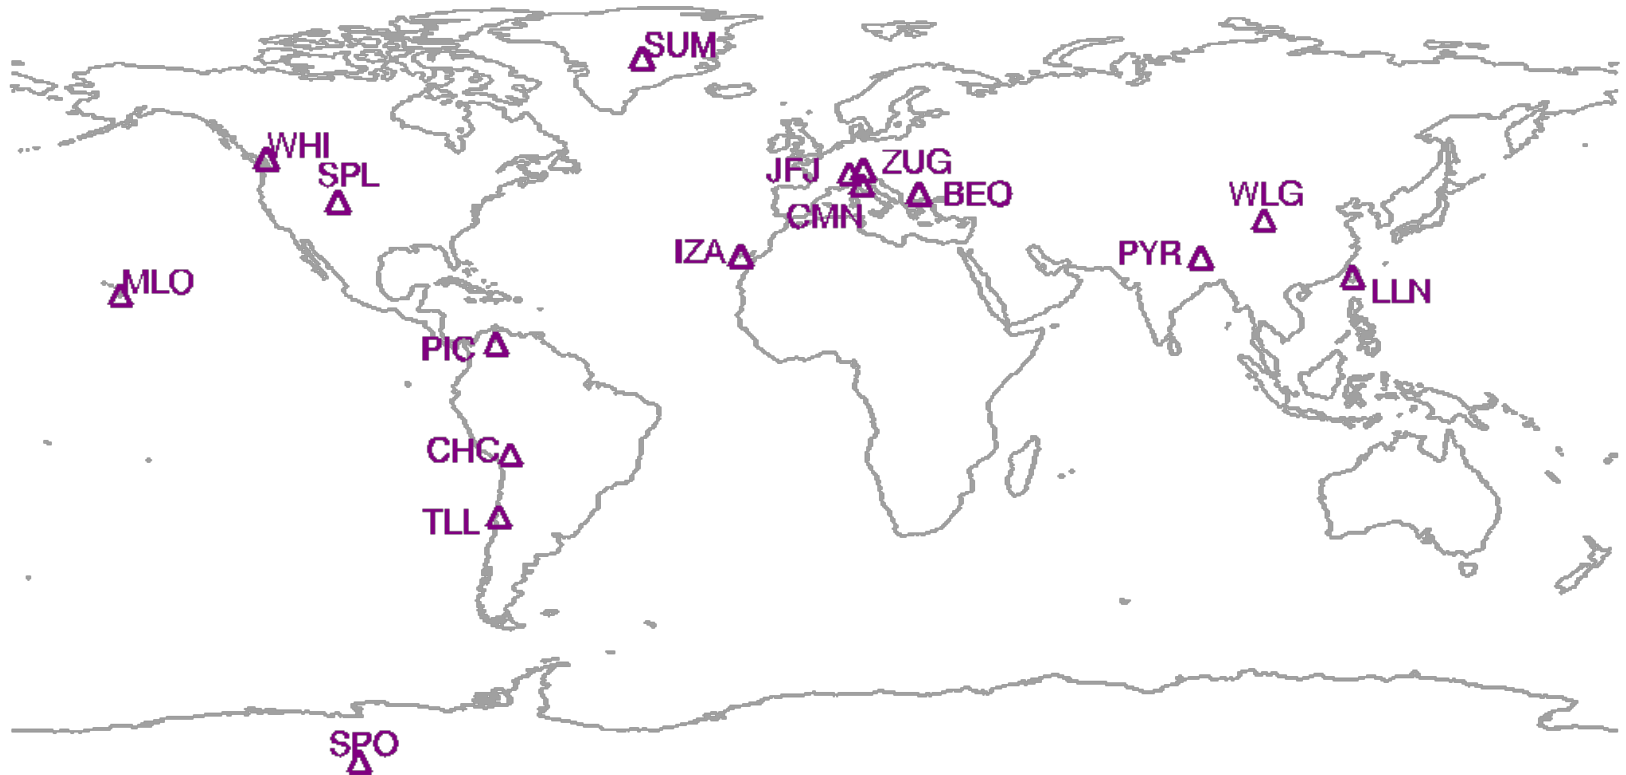 SUM
WHI
SPL
JFJ
ZUG
BEO
CMN
WLG
IZA
PYR
MLO
LLN
PIC
CHC
TLL
SPO